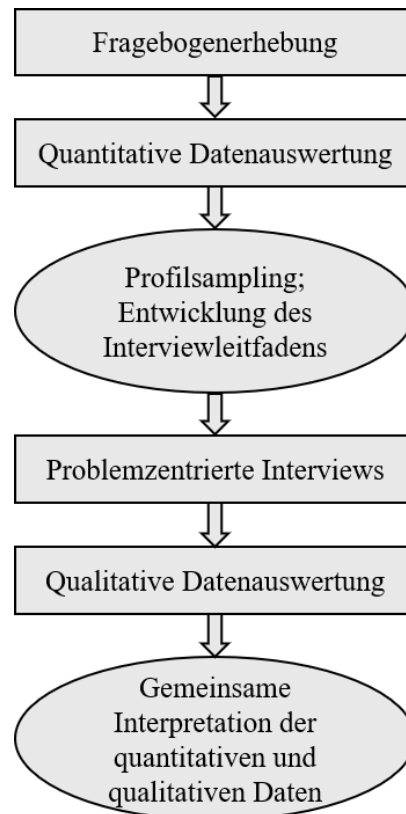 Fragebogenerhebung
Quantitative Datenauswertung
Profilsampling;
Entwicklung des
Interviewleitfadens
Problemzentrierte Interviews
Qualitative Datenauswertung
Gemeinsame
Interpretation der
quantitativen und
qualitativen Daten